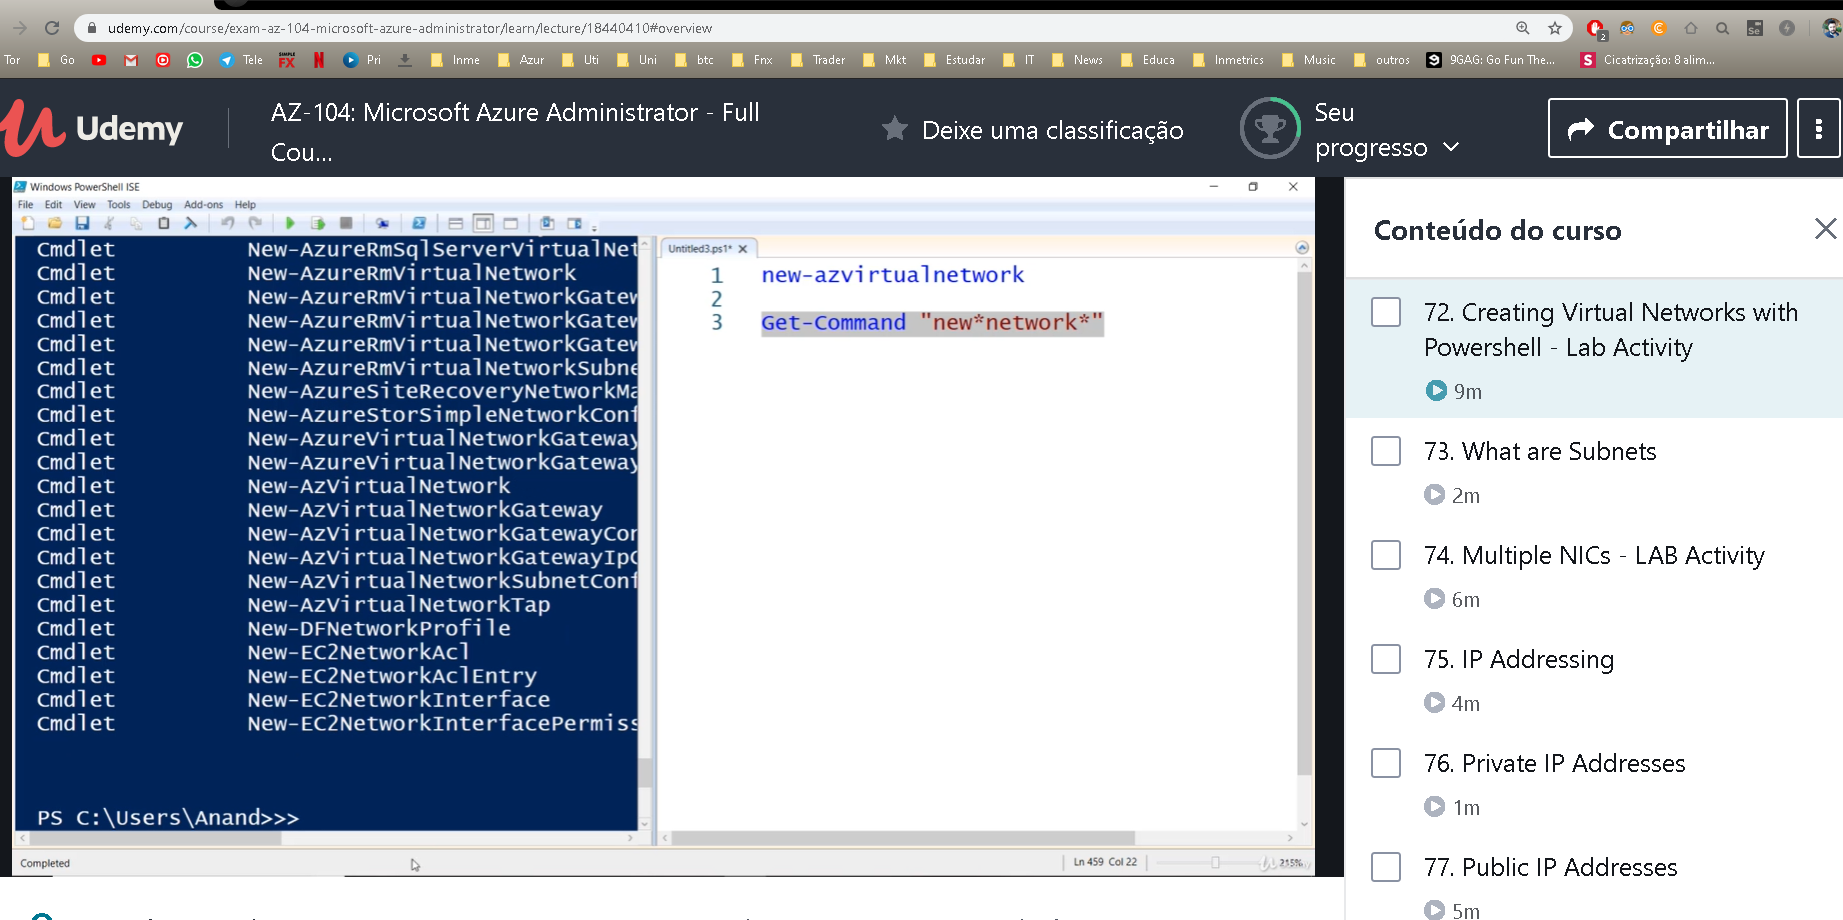 udemy.com/course/exam-az-104-microsoft-azure-administrator/learn/lecture/18440410#overview
2
Se
Tor Go Tele SIMPLE FX Pri Inme Azur Uti Uni btc Fnx Trader Mkt Estudar IT News Educa Inmetrics Music outros 9GAG: Go Fun The... S Cicatrização: 8 alim...
Udemy
AZ-104: Microsoft Azure Administrator - Full
Cou...
Deixe uma classificação
Seu
progresso
Compartilhar
Windows PowerShell ISE
File Edit View Tools Debug Add-ons Help
Cmdlet New-AzureRmSqlServerVirtualNet
Cmdlet New-AzureRmVirtualNetwork
Cmdlet New-AzureRmVirtualNetworkGatew
Cmdlet New-AzureRmVirtualNetworkGatew
Cmdlet New-AzureRmVirtualNetworkGatew
Cmdlet New-AzureRmVirtualNetworkSubne
Cmdlet New-AzureSiteRecoveryNetworkMa
Cmdlet New-AzureStorSimpleNetworkConf
Cmdlet New-AzureVirtualNetworkGateway
Cmdlet New-AzureVirtualNetworkGateway
Cmdlet New-AzVirtualNetwork
Cmdlet New-AzVirtualNetworkGateway
Cmdlet New-AzVirtualNetworkGatewayCon
Cmdlet New-AzVirtualNetworkGatewayIpC
Cmdlet New-AzVirtualNetworkSubnetConf
Cmdlet New-AzVirtualNetworkTap
Cmdlet New-DFNetworkProfile
Cmdlet New-EC2NetworkAcl
Cmdlet New-EC2NetworkAclEntry
Cmdlet New-EC2NetworkInterface
Cmdlet New-EC2NetworkInterfacePermiss
PS C:\Users\Anand>>>
Untitled3.ps1* X
1 new-azvirtualnetwork
2
3 Get-Command "new*network*"
Completed
Ln 459 Col 22
215%
Conteúdo do curso
72. Creating Virtual Networks with
Powershell - Lab Activity
9m
73. What are Subnets
2m
74. Multiple NICs - LAB Activity
6m
75. IP Addressing
4m
76. Private IP Addresses
1m
77. Public IP Addresses
5m